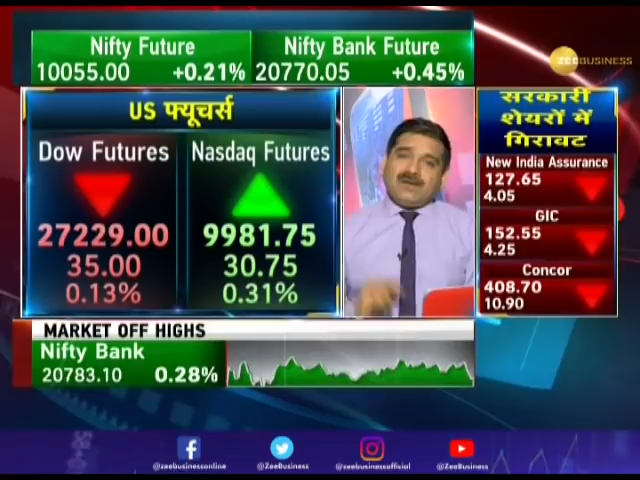 Nifty Future
10055.00 +0.21%
Nifty Bank Future
20770.05 +0.45%
ZEEBUSINESS
US फ्यूचर्स
Dow Futures
27229.00
35.00
0.13%
Nasdaq Futures
9981.75
30.75
0.31%
सरकारी
शेयरों में
गिरावट
New India Assurance
127.65
4.05
GIC
152.55
4.25
Concor
408.70
10.90
MARKET OFF HIGHS
Nifty Bank
20783.10 0.28%
@zeebusinessonline
@ZeeBusiness
@zeebusinessofficial
@ZeeBusiness